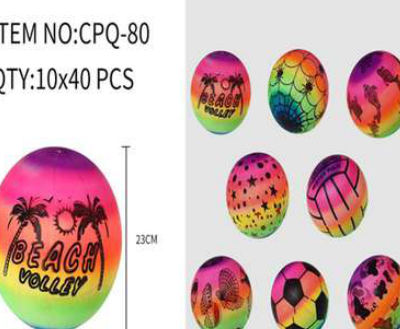 TEM NO:CPQ-80
QTY:10x40 PCS
BEACH
VOLLEY
23CM
BEACH
VOLLEY